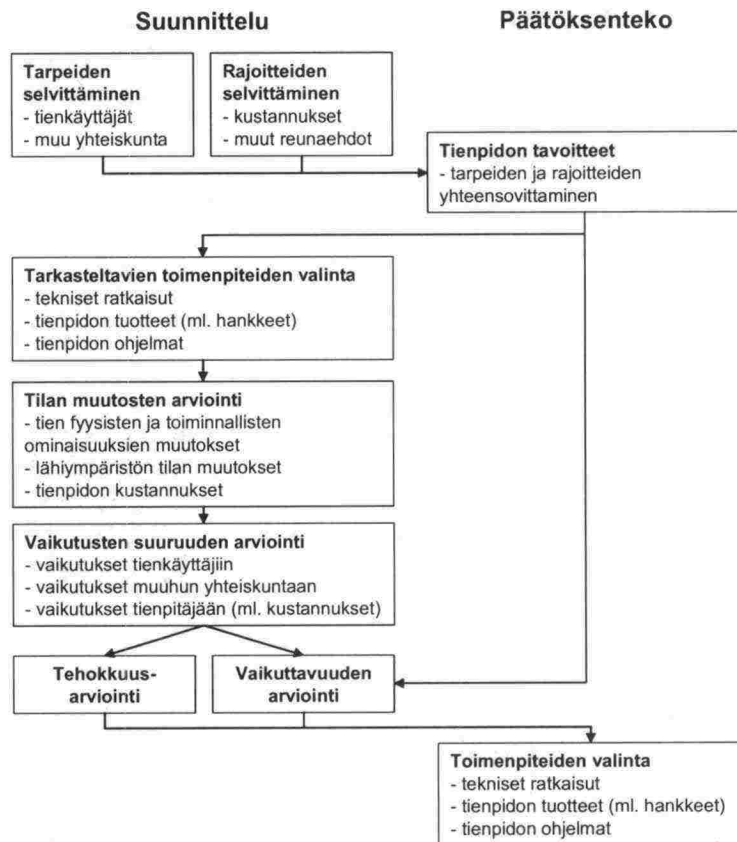 Suunnittelu
Päätöksenteko
Tarpeiden
selvittäminen
- tienkäyttäjät
- muu yhteiskunta
Rajoitteiden
selvittäminen
- kustannukset
- muut reunaehdot
Tienpidon tavoitteet
- tarpeiden ja rajoitteiden
yhteensovittaminen
Tarkasteltavien toimenpiteiden valinta
- tekniset ratkaisut
- tienpidon tuotteet (ml. hankkeet)
- tienpidon ohjelmat
Tilan muutosten arviointi
- tien fyysisten ja toiminnallisten
ominaisuuksien muutokset
- lähiympäristön tilan muutokset
- tienpidon kustannukset
Vaikutusten suuruuden arviointi
- vaikutukset tienkäyttäjiin
- vaikutukset muuhun yhteiskuntaan
- vaikutukset tienpitäjään (ml. kustannukset)
Tehokkuus-
arviointi
Vaikuttavuuden
arviointi
Toimenpiteiden valinta
- tekniset ratkaisut
- tienpidon tuotteet (ml. hankkeet)
- tienpidon ohjelmat